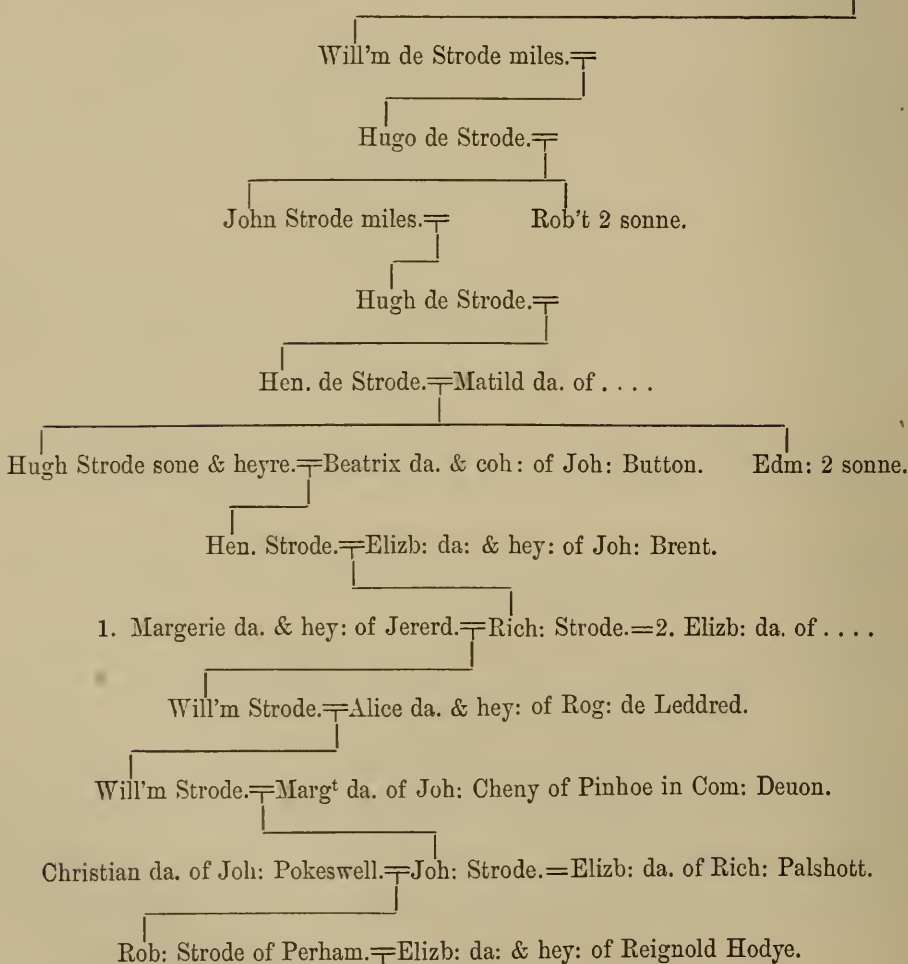 Will'm de Strode miles.=
Hugo de Strode.=
John Strode miles.= Rob't 2 sonne.
Hugh de Strode.=
Hen. de Strode.=Matild da. of . . . .
Hugh Strode sone & heyre.=Beatrix da. & coh: of Joh: Button. Edm: 2 sonne.
Hen. Strode.=Elizb: da: & hey: of Joh: Brent.
1. Margerie da. & hey: of Jererd.=Rich: Strode.=2. Elizb: da. of . . . .
Will'm Strode.=Alice da. & hey: of Rog: de Leddred.
Will'm Strode.=Margᵗ da. of Joh: Cheny of Pinhoe in Com: Deuon.
Christian da. of Joh: Pokeswell.=Joh: Strode.=Elizb: da. of Rich: Palshott.
Rob: Strode of Perham.=Elizb: da: & hey: of Reignold Hodye.